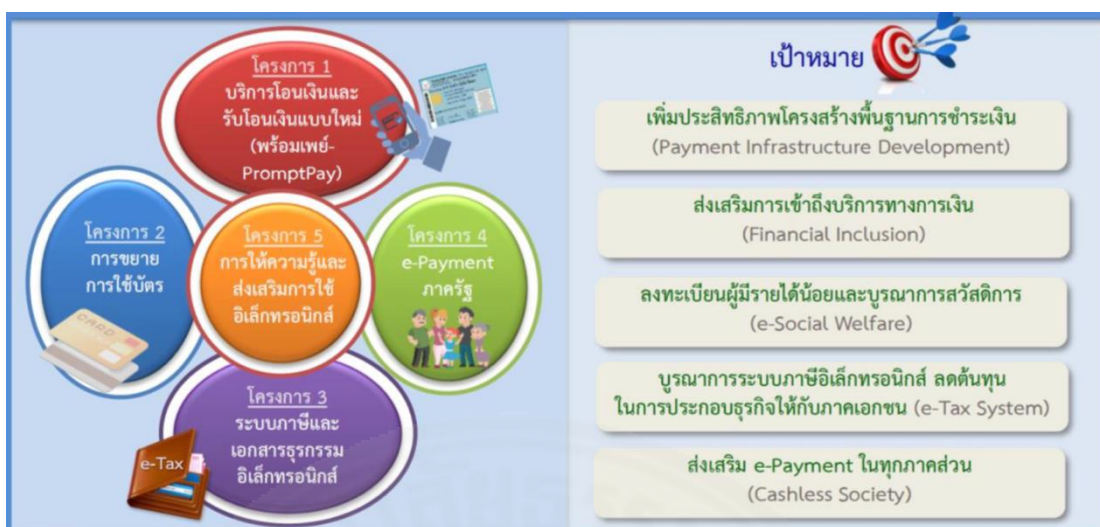 โครงการ 1
บริการโอนเงินและ
รับโอนเงินแบบใหม่
(พร้อมเพย์-
PromptPay)
โครงการ 2
การขยาย
การใช้บัตร
CARD
โครงการ 5
การให้ความรู้และ
ส่งเสริมการใช้
อิเล็กทรอนิกส์
โครงการ 4
e-Payment
ภาครัฐ
โครงการ 3
ระบบภาษีและ
เอกสารธุรกรรม
อิเล็กทรอนิกส์
e-Tax
เป้าหมาย
เพิ่มประสิทธิภาพโครงสร้างพื้นฐานการชำระเงิน
(Payment Infrastructure Development)
ส่งเสริมการเข้าถึงบริการทางการเงิน
(Financial Inclusion)
ลงทะเบียนผู้มีรายได้น้อยและบูรณาการสวัสดิการ
(e-Social Welfare)
บูรณาการระบบภาษีอิเล็กทรอนิกส์ ลดต้นทุน
ในการประกอบธุรกิจให้กับภาคเอกชน (e-Tax System)
ส่งเสริม e-Payment ในทุกภาคส่วน
(Cashless Society)